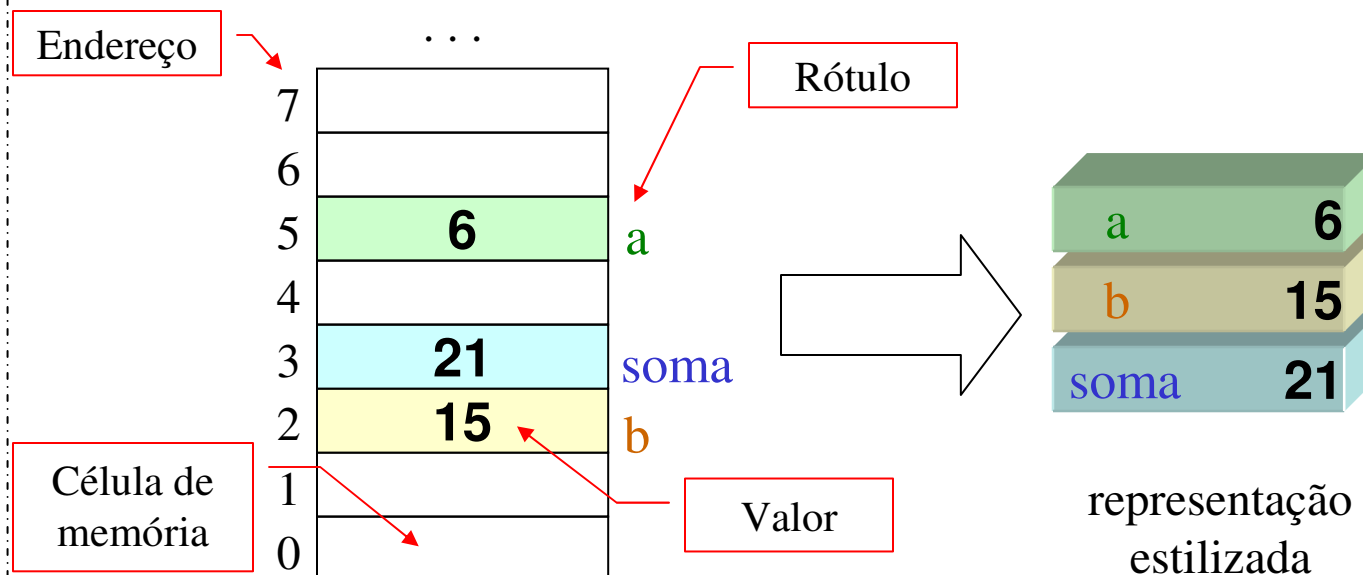 Endereço
. . .
Rótulo
7
6
5 6 a
4
3 21 soma
2 15 b
1
0
Célula de
memória
Valor
a 6
b 15
soma 21
representação
estilizada